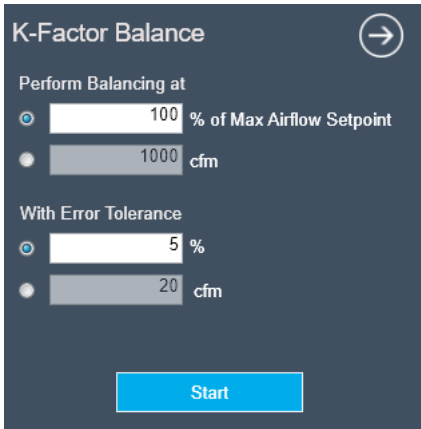 K-Factor Balance
Perform Balancing at
100 % of Max Airflow Setpoint
1000 cfm
With Error Tolerance
5 %
20 cfm
Start